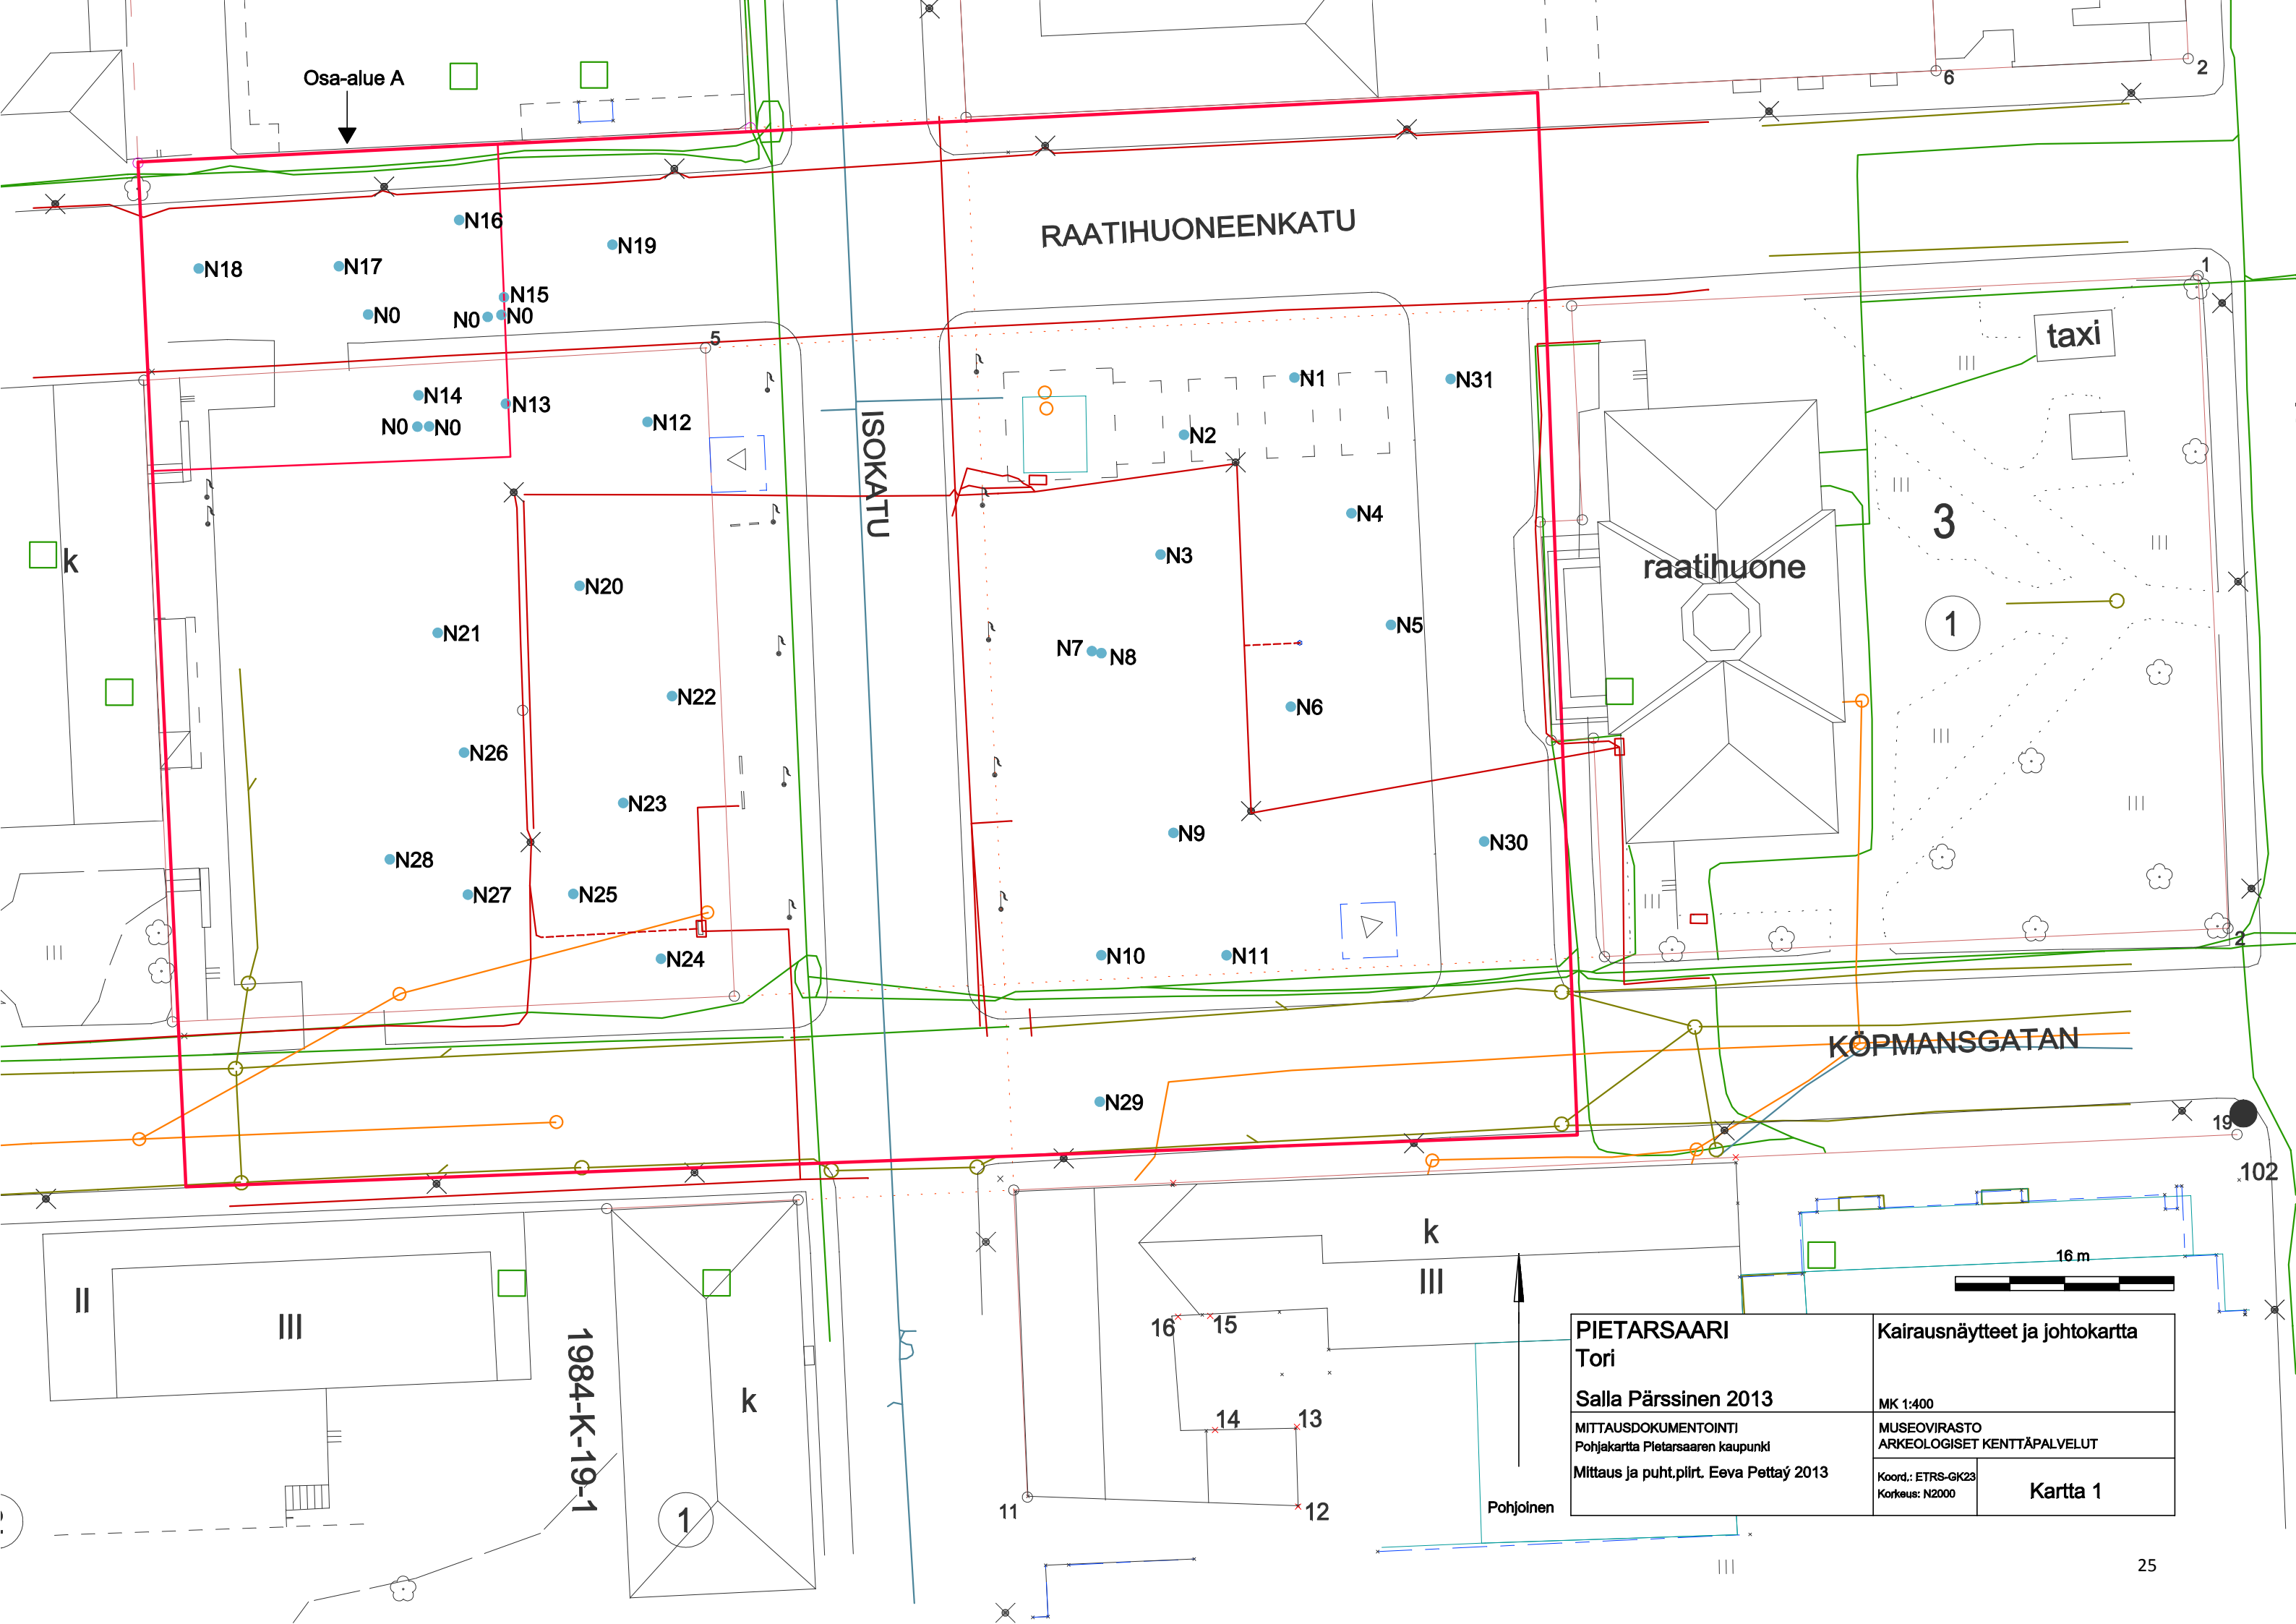 6
2
Osa-alue A
RAATIHUONEENKATU
N16
N19
N18
N17
N15
N0
N0
N0
1
taxi
5
N1
N31
N14
N13
N12
N0
N0
N2
ISOKATU
N4
3
N3
k
raatihuone
N20
N21
N5
1
N7
N8
N22
N6
N26
N23
N9
N30
N28
N27
N25
N10
N11
N24
2
KÖPMANSGATAN
N29
19
102
k
III
16 m
II
III
16
15
1984-K-19-1
k
14
13
1
11
12
Pohjoinen
PIETARSAARI
Tori
Salla Pärssinen 2013
Kairausnäytteet ja johtokartta
MK 1:400
MITTAUSDOKUMENTOINTI
Pohjakartta Pietarsaaren kaupunki
Mittaus ja puht.piirt. Eeva Pettaý 2013
MUSEOVIRASTO
ARKEOLOGISET KENTTÄPALVELUT
Koord.: ETRS-GK23
Korkeus: N2000
Kartta 1
25